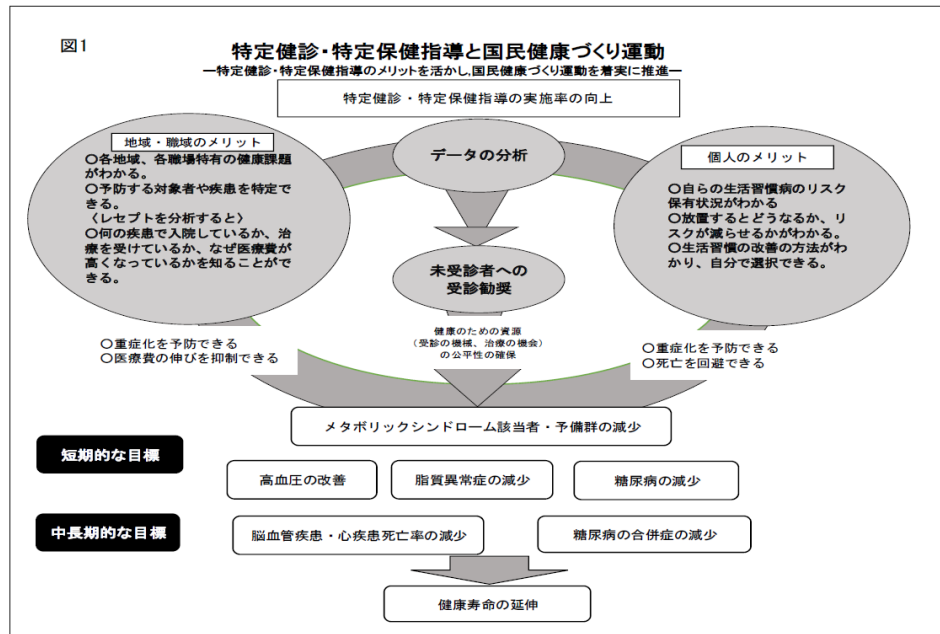 図1
特定健診・特定保健指導と国民健康づくり運動
―特定健診・特定保健指導のメリットを活かし,国民健康づくり運動を着実に推進―
特定健診・特定保健指導の実施率の向上
地域・職域のメリット
〇各地域、各職場特有の健康課題
がわかる。
〇予防する対象者や疾患を特定で
きる。
〈レセプトを分析すると〉
〇何の疾患で入院しているか、治
療を受けているか、なぜ医療費が
高くなっているかを知ることがで
きる。
データの分析
個人のメリット
〇自らの生活習慣病のリスク
保有状況がわかる
〇放置するとどうなるか、リ
スクが減らせるかがわかる。
〇生活習慣の改善の方法がわ
かり、自分で選択できる。
未受診者への
受診勧奨
健康のための資源
(受診の機械、治療の機会)
の公平性の確保
〇重症化を予防できる
〇医療費の伸びを抑制できる
〇重症化を予防できる
〇死亡を回避できる
メタボリックシンドローム該当者・予備群の減少
短期的な目標
高血圧の改善
脂質異常症の減少
糖尿病の減少
中長期的な目標
脳血管疾患・心疾患死亡率の減少
糖尿病の合併症の減少
健康寿命の延伸